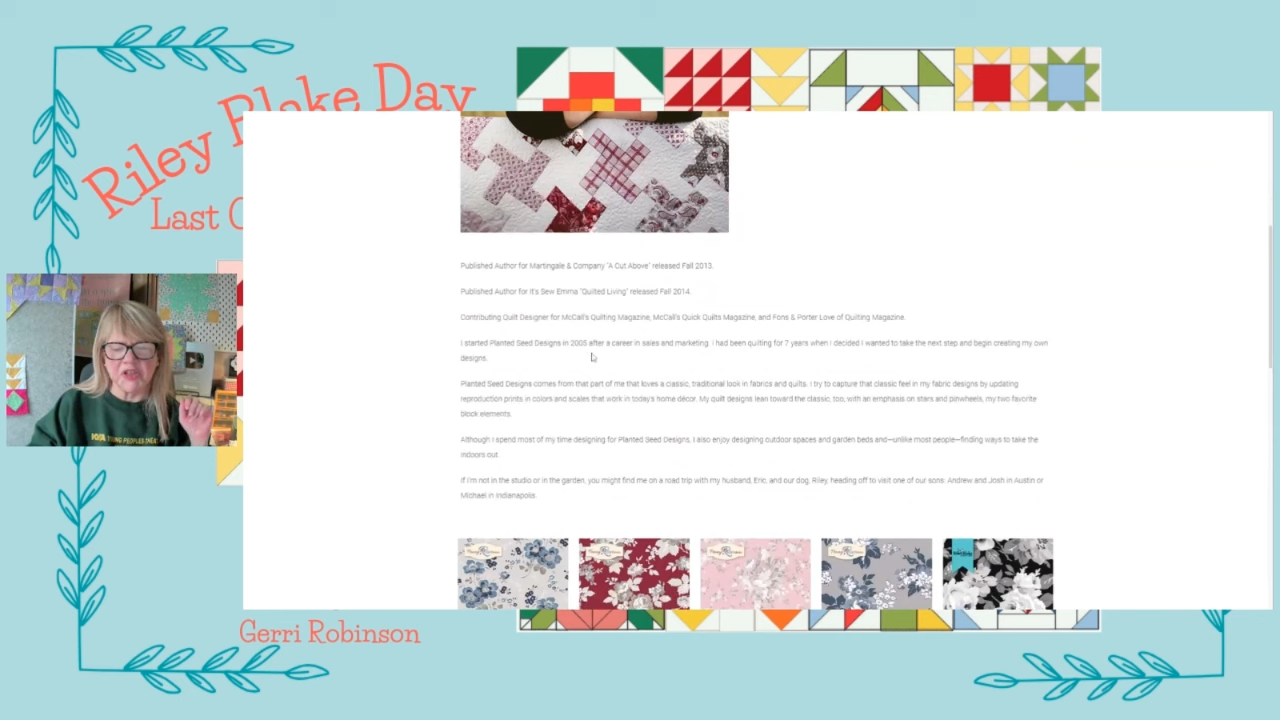 Riley Blake Day
Last C
Published Author for Martingale & Company "A Cut Above" released Fall 2013.
Published Author for It's Sew Emma "Quilted Living" released Fall 2014.
Contributing Quilt Designer for McCall's Quilting Magazine, McCall's Quick Quilts Magazine, and Fons & Porter Love of Quilting Magazine.
I started Planted Seed Designs in 2005 after a career in sales and marketing. I had been quilting for 7 years when I decided I wanted to take the next step and begin creating my own
designs.
Planted Seed Designs comes from that part of me that loves a classic, traditional look in fabrics and quilts. I try to capture that classic feel in my fabric designs by updating
reproduction prints in colors and scales that work in today's home décor. My quilt designs lean toward the classic, too, with an emphasis on stars and pinwheels, my two favorite
block elements.
Although I spend most of my time designing for Planted Seed Designs, I also enjoy designing outdoor spaces and garden beds and—unlike most people—finding ways to take the
indoors out.
If I'm not in the studio or in the garden, you might find me on a road trip with my husband, Eric, and our dog, Riley, heading off to visit one of our sons: Andrew and Josh in Austin or
Michael in Indianapolis.
YOUNG PEOPLES THEAT
Gerri Robinson